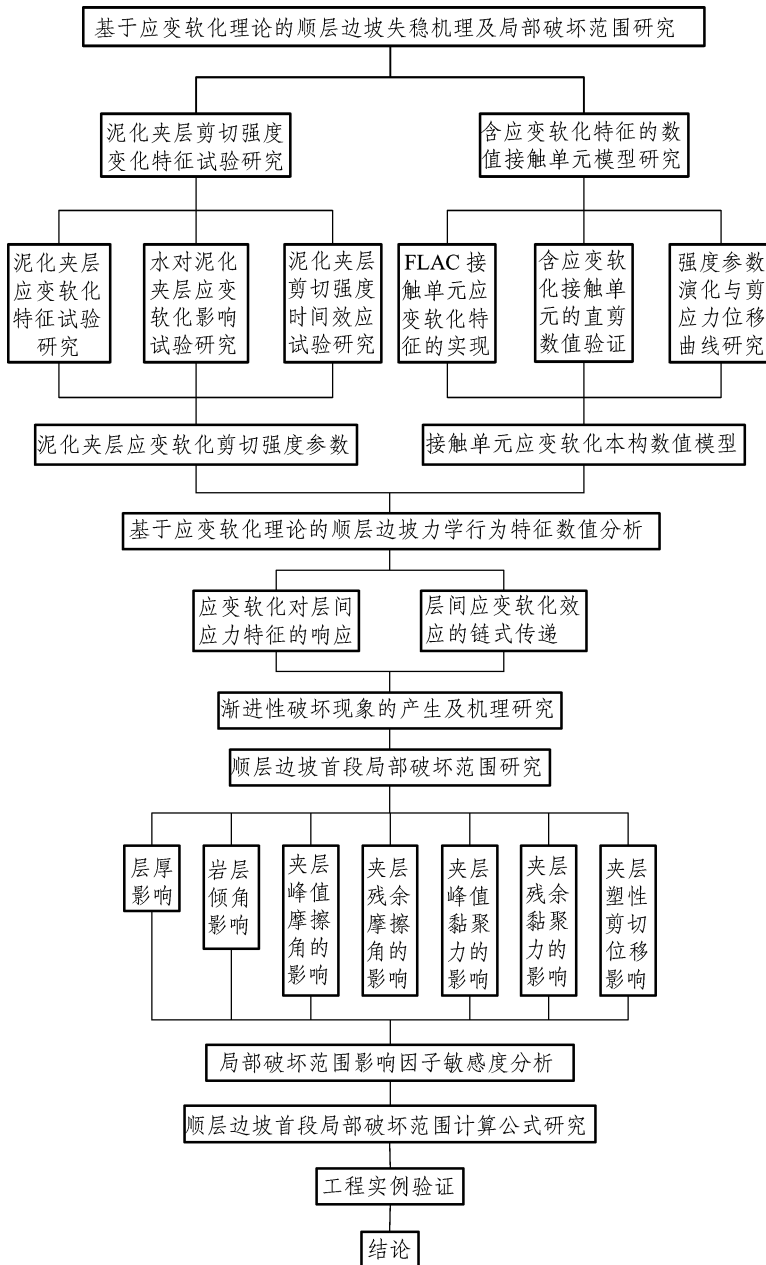 基于应变软化理论的顺层边坡失稳机理及局部破坏范围研究
泥化夹层剪切强度
变化特征试验研究
含应变软化特征的数
值接触单元模型研究
泥化夹层
应变软化
特征试验
研究
水对泥化
夹层应变
软化影响
试验研究
泥化夹层
剪切强度
时间效应
试验研究
FLAC 接
触单元应
变软化特
征的实现
含应变软
化接触单
元的直剪
数值验证
强度参数
演化与剪
应力位移
曲线研究
泥化夹层应变软化剪切强度参数
接触单元应变软化本构数值模型
基于应变软化理论的顺层边坡力学行为特征数值分析
应变软化对层间
应力特征的响应
层间应变软化效
应的链式传递
渐进性破坏现象的产生及机理研究
顺层边坡首段局部破坏范围研究
层厚
影响
岩层
倾角
影响
夹层
峰值
摩擦
角的
影响
夹层
残余
摩擦
角的
影响
夹层
峰值
黏聚
力的
影响
夹层
残余
黏聚
力的
影响
夹层
塑性
剪切
位移
影响
局部破坏范围影响因子敏感度分析
顺层边坡首段局部破坏范围计算公式研究
工程实例验证
结论